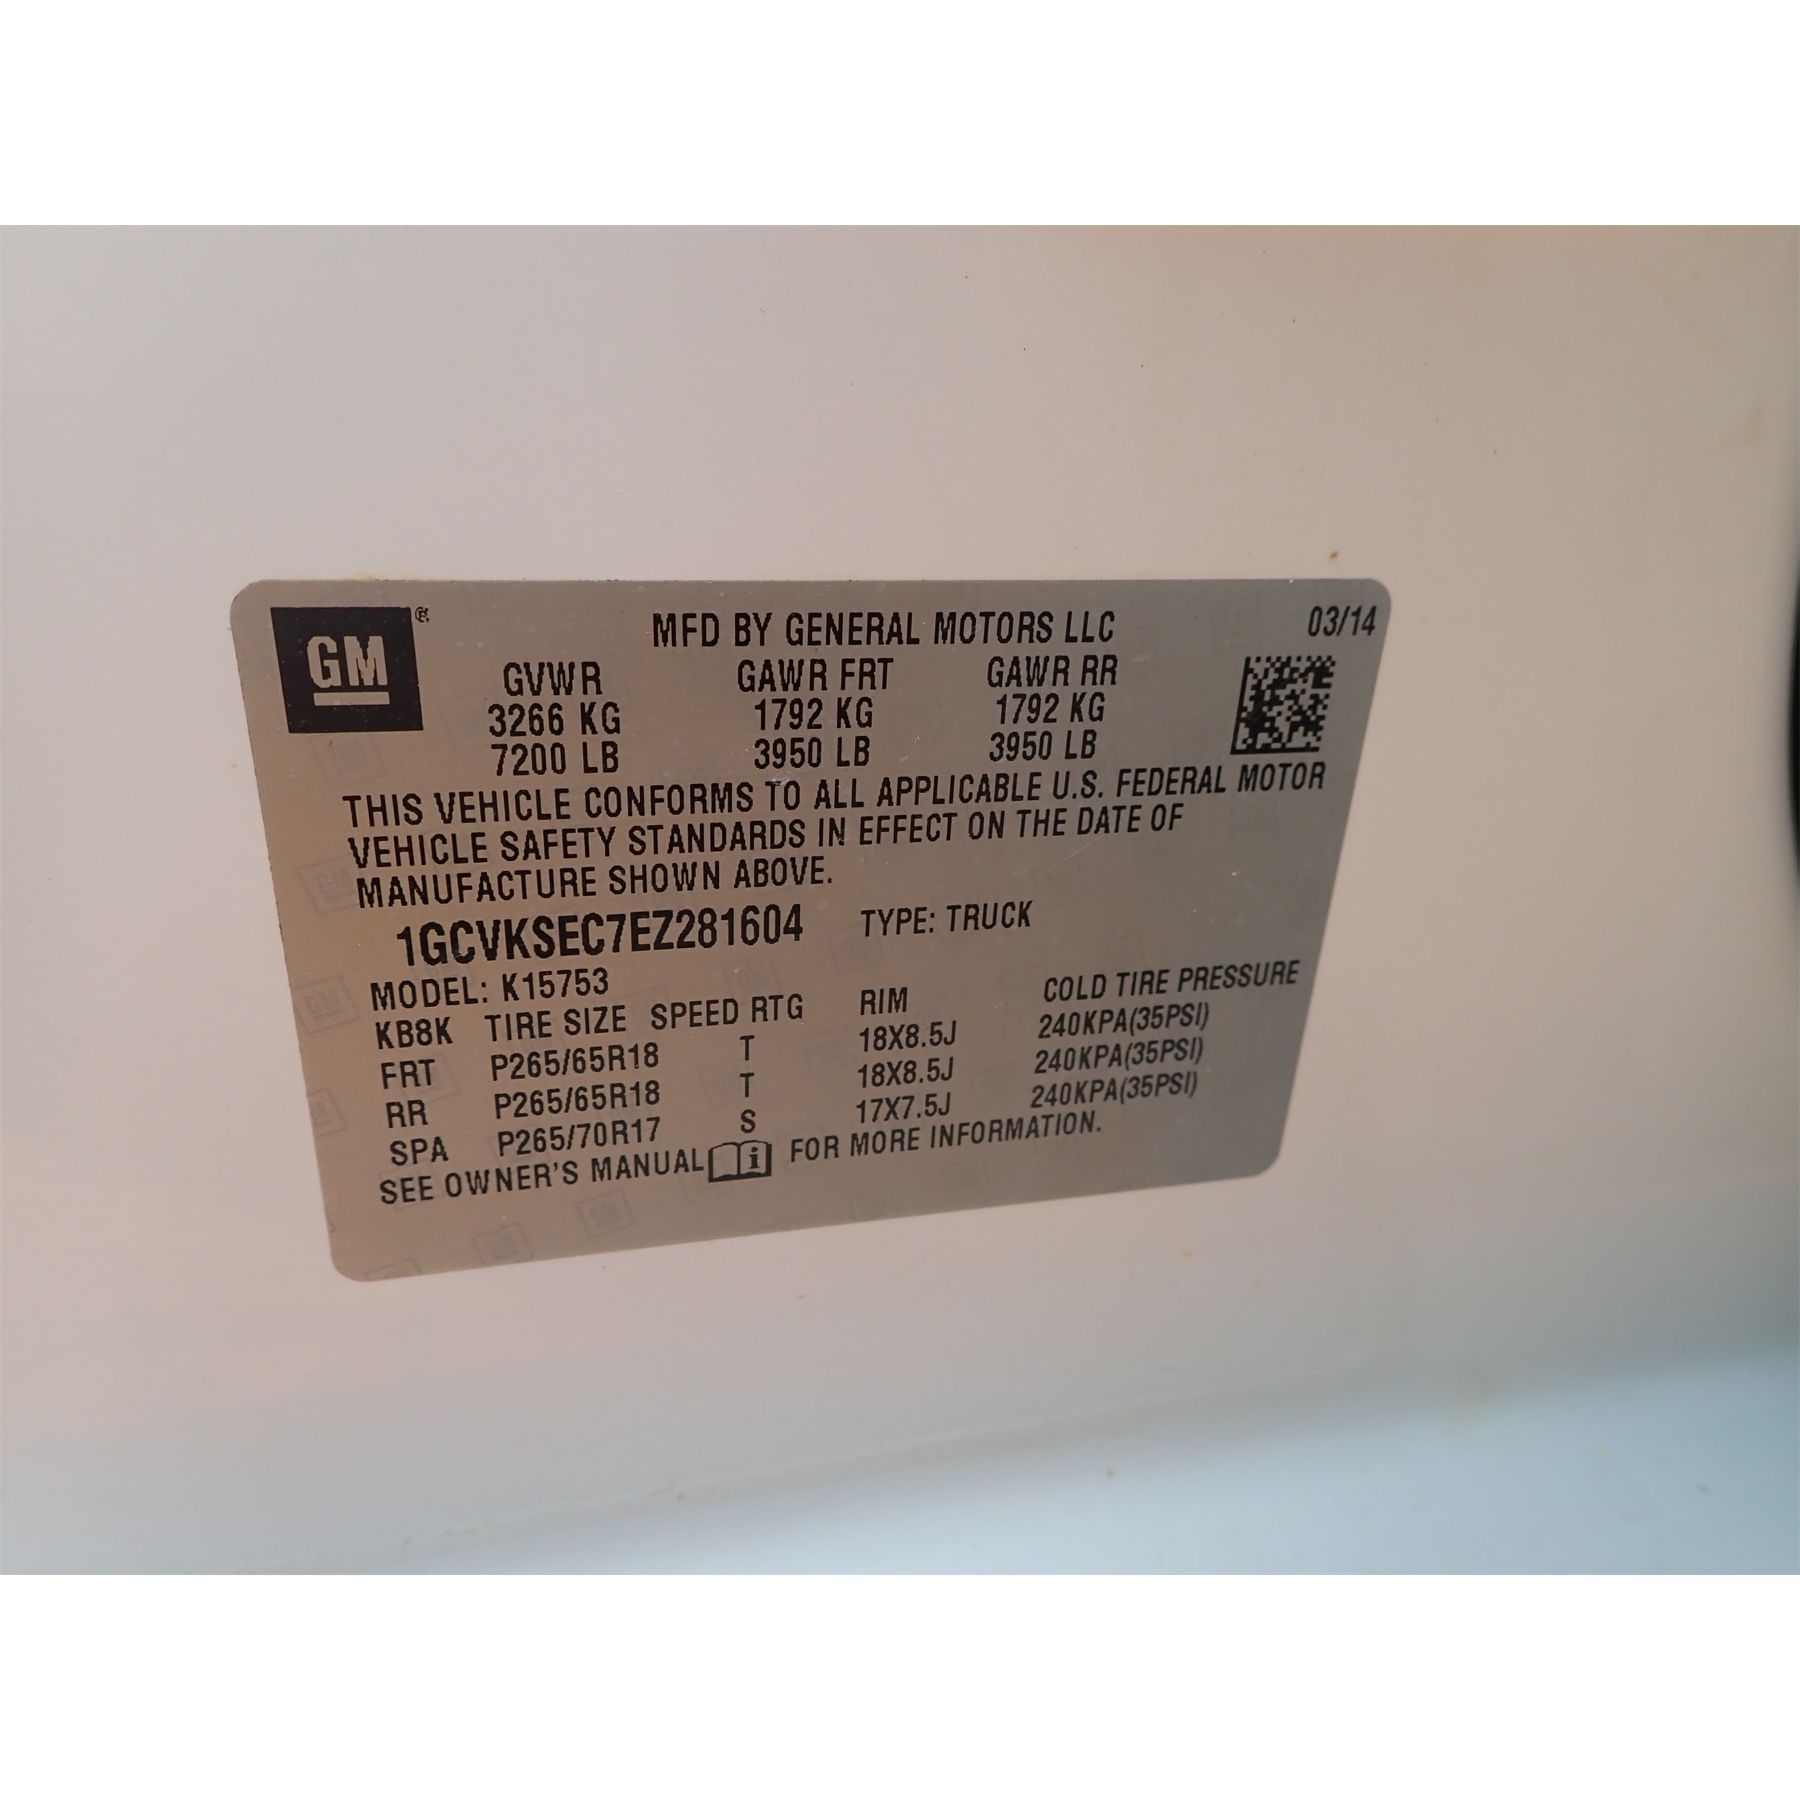 GM ® MFD BY GENERAL MOTORS LLC 03/14
GVWR GAWR FRT GAWR RR
3266 KG 1792 KG 1792 KG
7200 LB 3950 LB 3950 LB
THIS VEHICLE CONFORMS TO ALL APPLICABLE U.S. FEDERAL MOTOR
VEHICLE SAFETY STANDARDS IN EFFECT ON THE DATE OF
MANUFACTURE SHOWN ABOVE.
1GCVKSEC7EZ281604 TYPE: TRUCK
MODEL: K15753
KB8K TIRE SIZE SPEED RTG RIM COLD TIRE PRESSURE
FRT P265/65R18 T 18X8.5J 240KPA(35PSI)
RR P265/65R18 T 18X8.5J 240KPA(35PSI)
SPA P265/70R17 S 17X7.5J 240KPA(35PSI)
SEE OWNER'S MANUAL i FOR MORE INFORMATION.